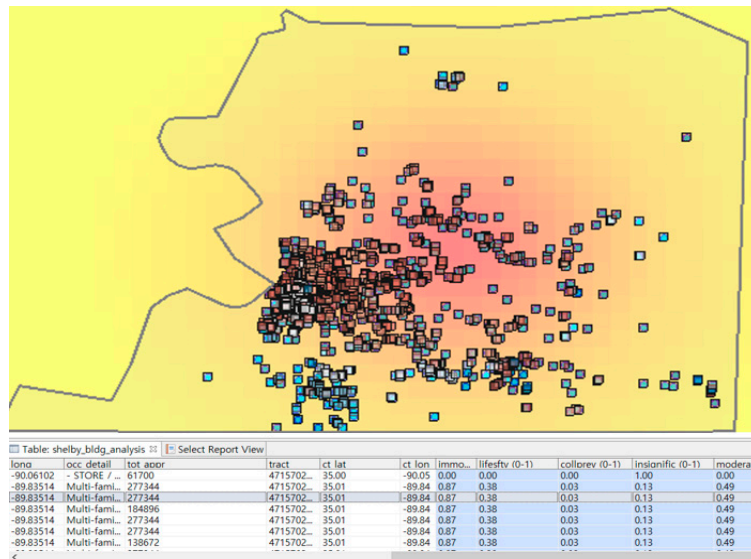 Table: shelby_bldg_analysis Select Report View
long occ_detail tot_appr tract ct_lat ct_lon immo... lifesfty (0-1) collprev (0-1) insignific (0-1) modera
-90.06102 - STORE / ... 61700 4715702... 35.00 -90.05 0.00 0.00 0.00 1.00 0.00
-89.83514 Multi-fami... 277344 4715702... 35.01 -89.84 0.87 0.38 0.03 0.13 0.49
-89.83514 Multi-fami... 277344 4715702... 35.01 -89.84 0.87 0.38 0.03 0.13 0.49
-89.83514 Multi-fami... 184896 4715702... 35.01 -89.84 0.87 0.38 0.03 0.13 0.49
-89.83514 Multi-fami... 277344 4715702... 35.01 -89.84 0.87 0.38 0.03 0.13 0.49
-89.83514 Multi-fami... 277344 4715702... 35.01 -89.84 0.87 0.38 0.03 0.13 0.49
-89.83514 Multi-fami... 138672 4715702... 35.01 -89.84 0.87 0.38 0.03 0.13 0.49